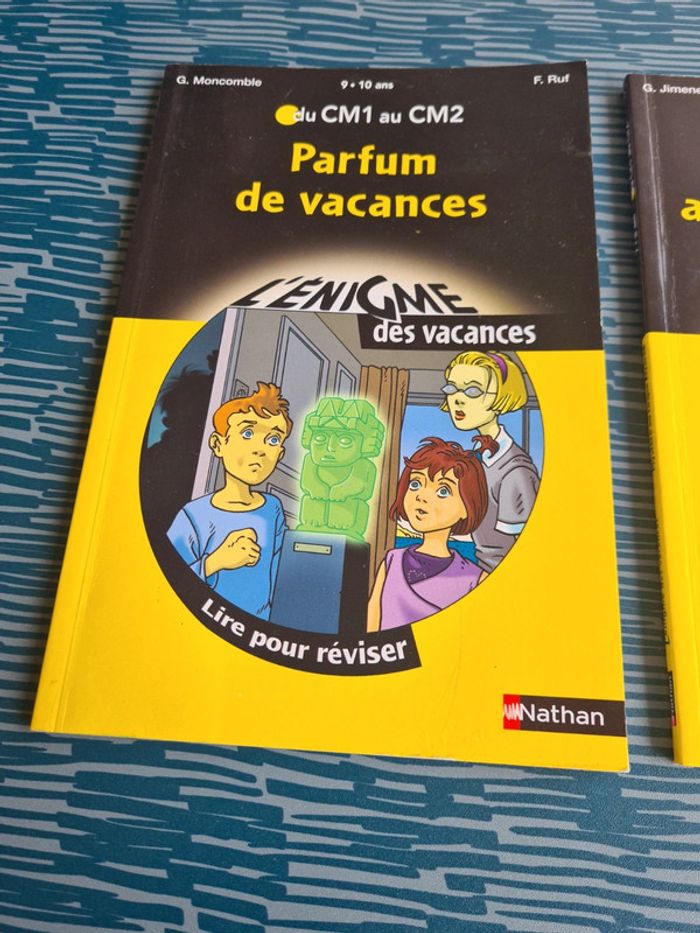 G. Moncomble
9 • 10 ans
F. Ruf
du CM1 au CM2
Parfum
de vacances
L'ÉNIGME
des vacances
Lire pour réviser
Nathan
G. Jimene
a